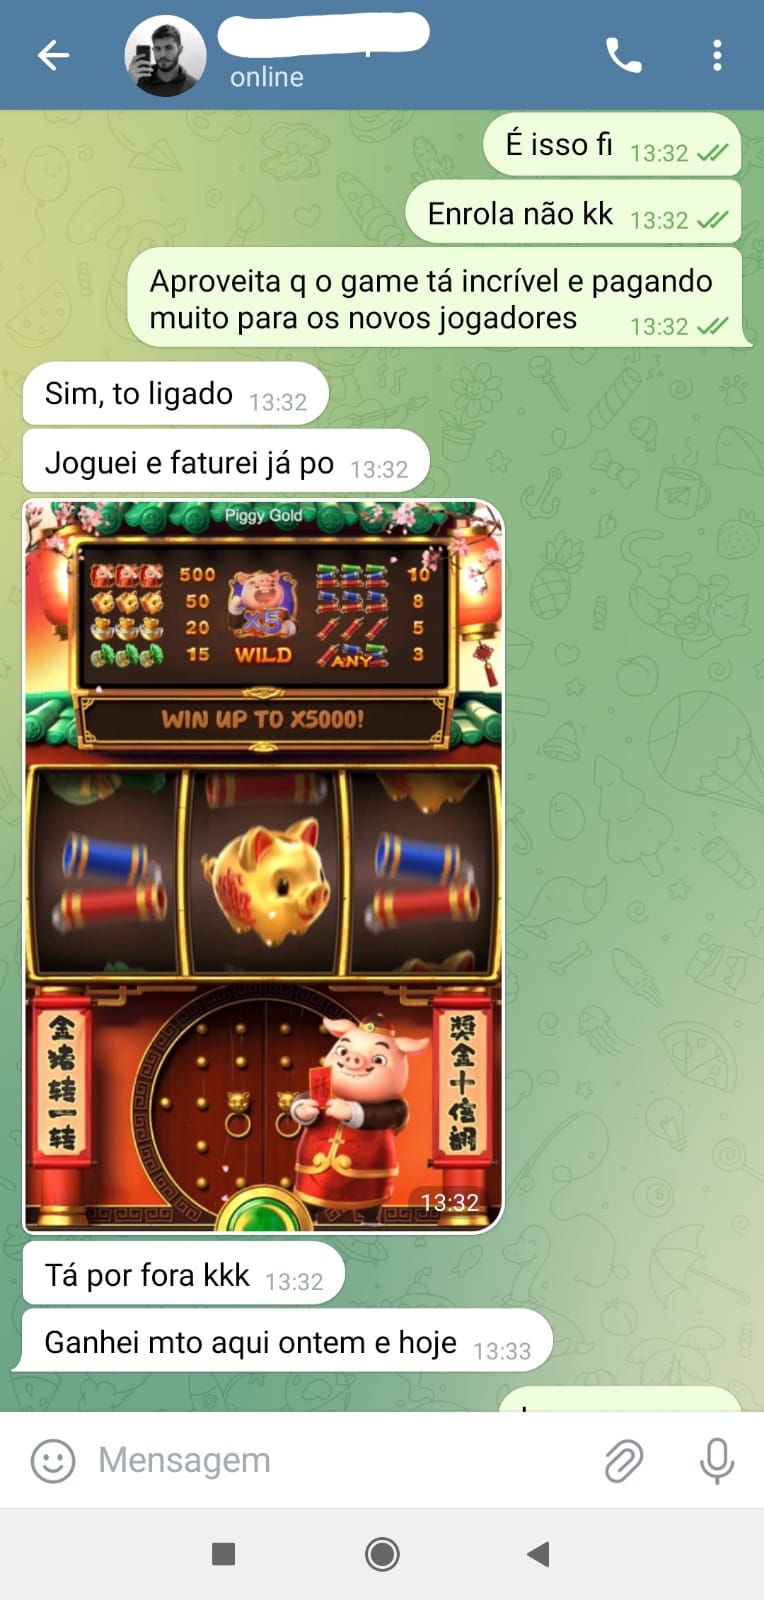 online
É isso fi 13:32
Enrola não kk 13:32
Aproveita q o game tá incrível e pagando
muito para os novos jogadores 13:32
Sim, to ligado 13:32
Joguei e faturei já po 13:32
Piggy Gold
500 10
50 x5 8
20 5
15 WILD ANY 3
WIN UP TO X5000!
金猪转一转
奖金十倍翻
福
13:32
Tá por fora kkk 13:32
Ganhei mto aqui ontem e hoje 13:33
Mensagem